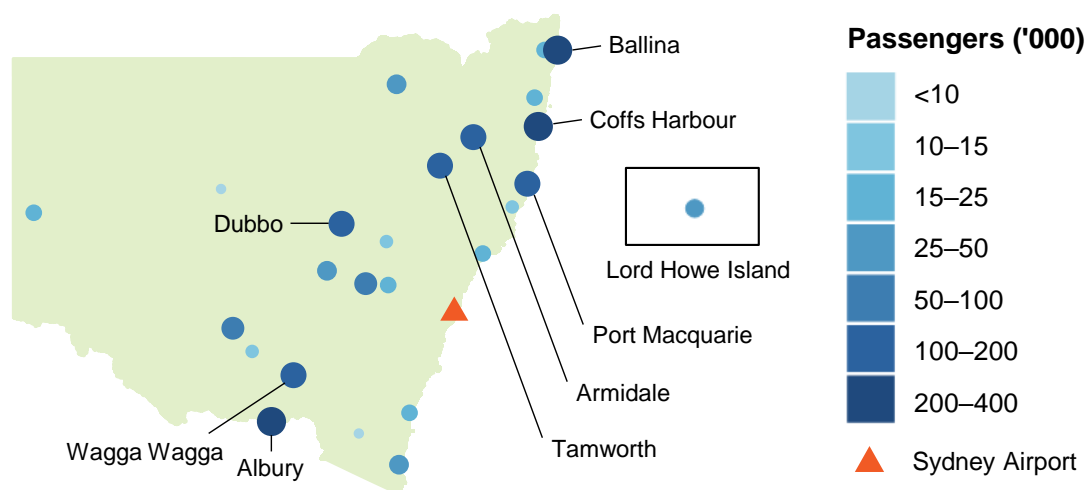 Ballina
Coffs Harbour
Dubbo
Lord Howe Island
Port Macquarie
Armidale
Tamworth
Wagga Wagga
Albury
Passengers ('000)
<10
10–15
15–25
25–50
50–100
100–200
200–400
Sydney Airport